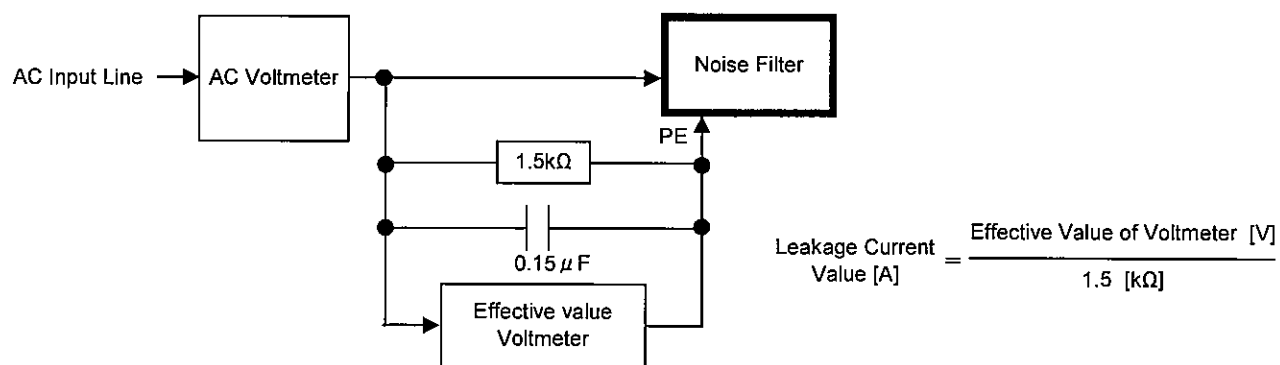 AC Input Line
AC Voltmeter
Noise Filter
PE
1.5kΩ
0.15μF
Effective value
Voltmeter
Leakage Current
Value [A]
=
Effective Value of Voltmeter [V]
1.5 [kΩ]